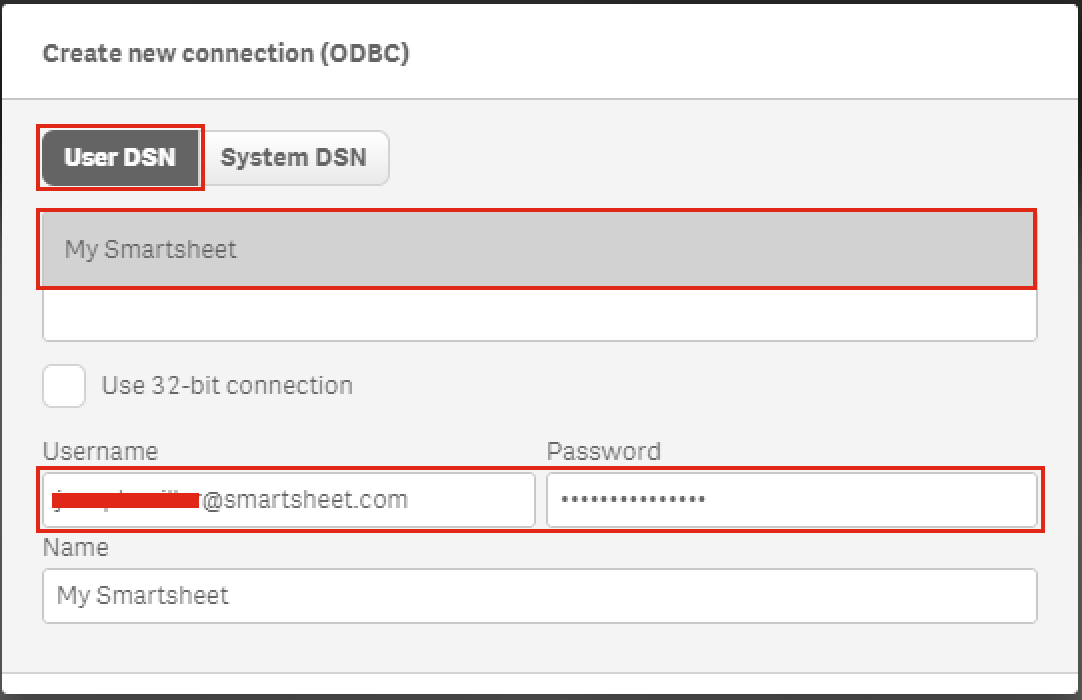 Create new connection (ODBC)
User DSN System DSN
My Smartsheet
Use 32-bit connection
Username Password
@smartsheet.com •••••••••••••••
Name
My Smartsheet